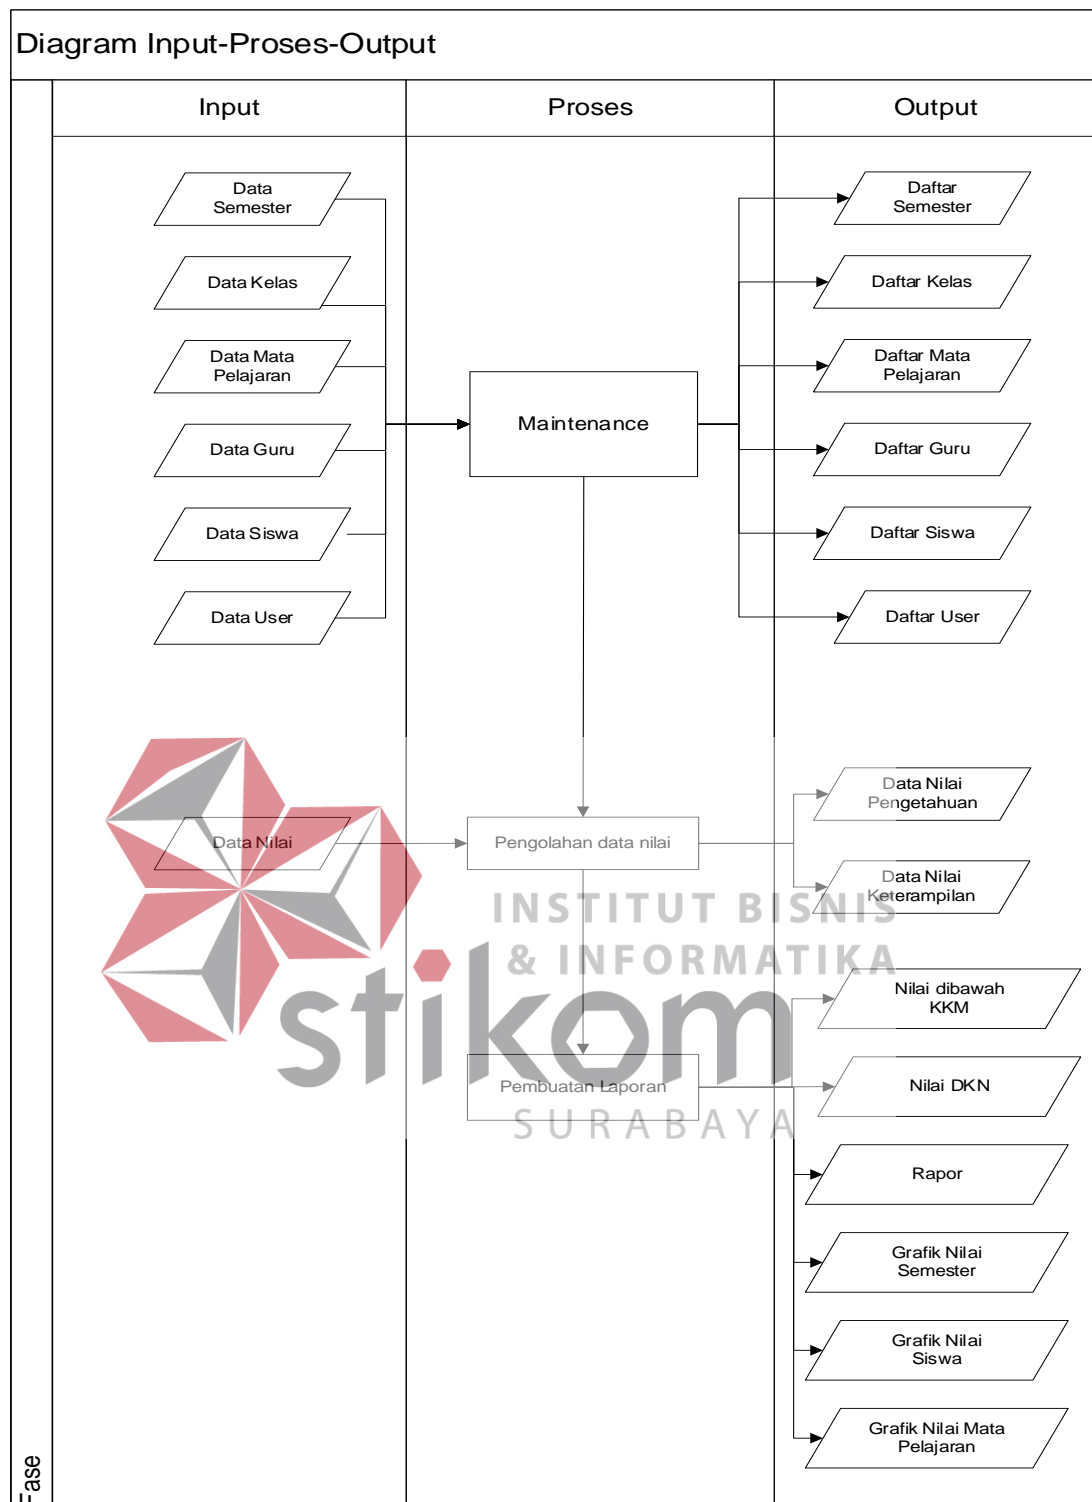 Diagram Input-Proses-Output
Input
Proses
Output
Data
Semester
Data Kelas
Data Mata
Pelajaran
Data Guru
Data Siswa
Data User
Maintenance
Daftar
Semester
Daftar Kelas
Daftar Mata
Pelajaran
Daftar Guru
Daftar Siswa
Daftar User
Data Nilai
Pengolahan data nilai
Data Nilai
Pengetahuan
Data Nilai
Keterampilan
INSTITUT BISNIS
& INFORMATIKA
stikom
SURABAYA
Pembuatan Laporan
Nilai dibawah
KKM
Nilai DKN
Rapor
Grafik Nilai
Semester
Grafik Nilai
Siswa
Grafik Nilai Mata
Pelajaran
Fase